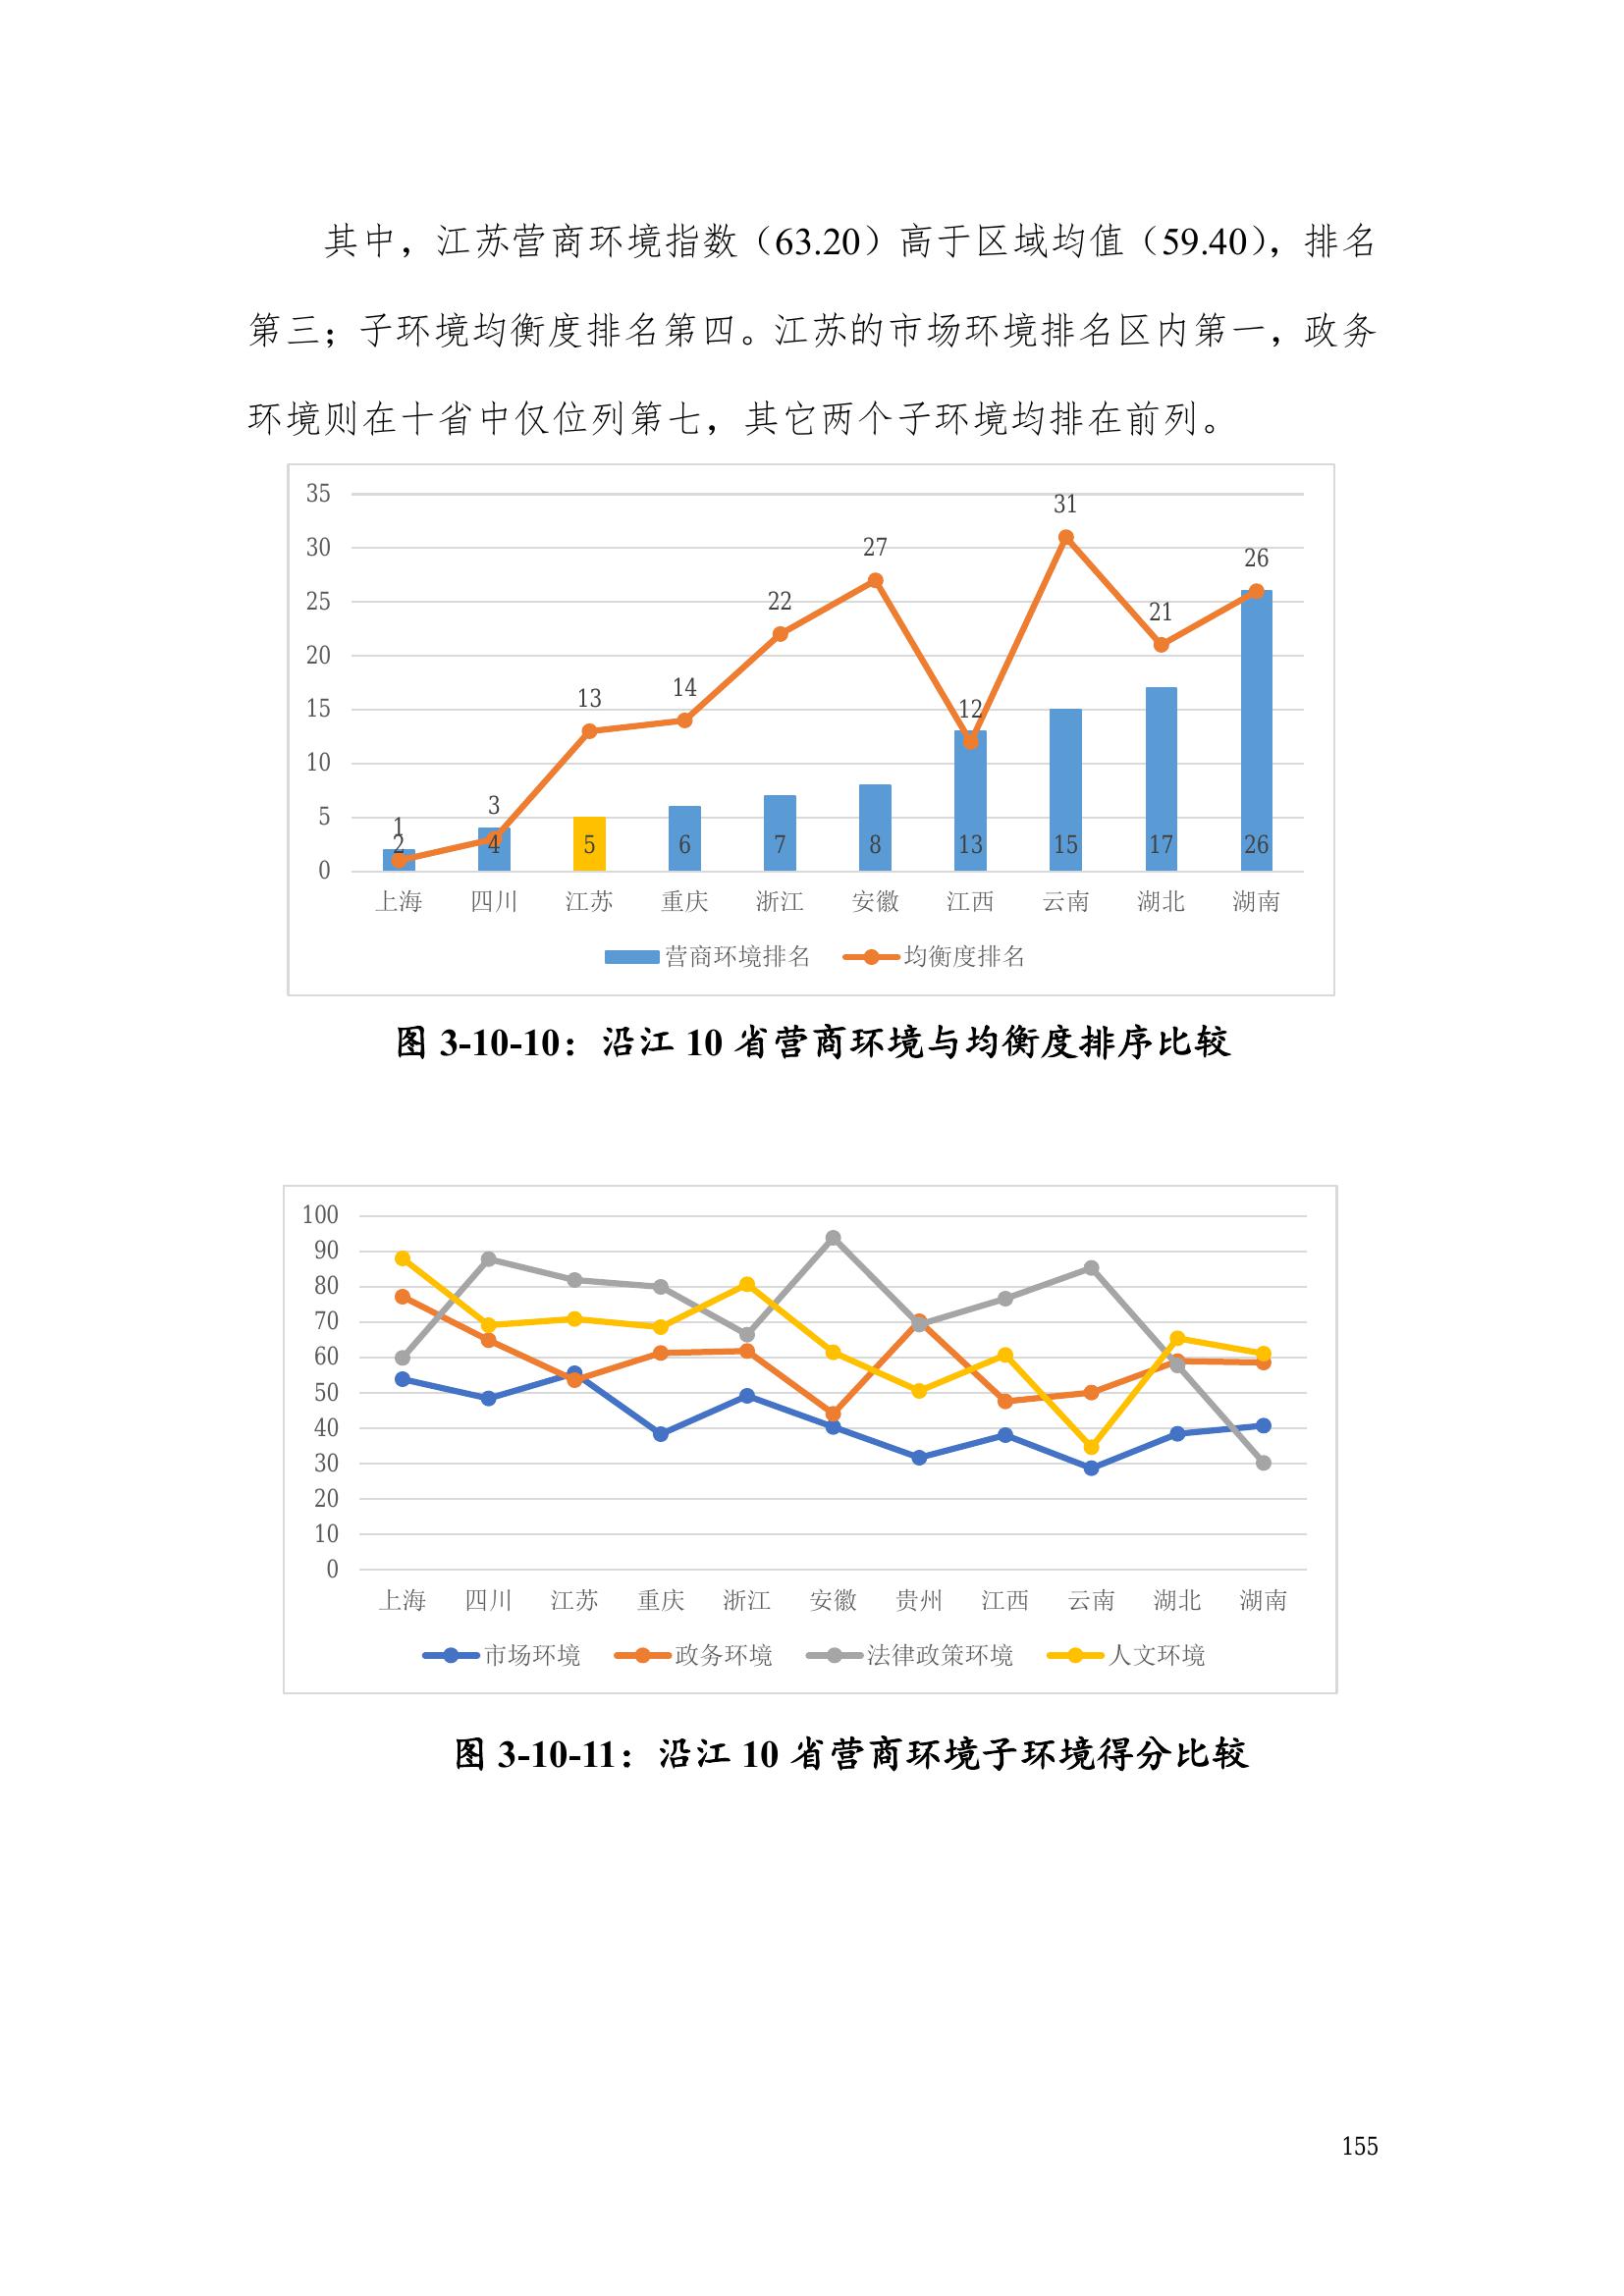 其中，江苏营商环境指数（63.20）高于区域均值（59.40），排名
第三；子环境均衡度排名第四。江苏的市场环境排名区内第一，政务
环境则在十省中仅位列第七，其它两个子环境均排在前列。
35
30
25
20
15
10
5
0
1 3 13 14 22 27 12 31 21 26
2 4 5 6 7 8 13 15 17 26
上海 四川 江苏 重庆 浙江 安徽 江西 云南 湖北 湖南
营商环境排名 均衡度排名
图 3-10-10：沿江 10 省营商环境与均衡度排序比较
100
90
80
70
60
50
40
30
20
10
0
上海 四川 江苏 重庆 浙江 安徽 贵州 江西 云南 湖北 湖南
市场环境 政务环境 法律政策环境 人文环境
图 3-10-11：沿江 10 省营商环境子环境得分比较
155